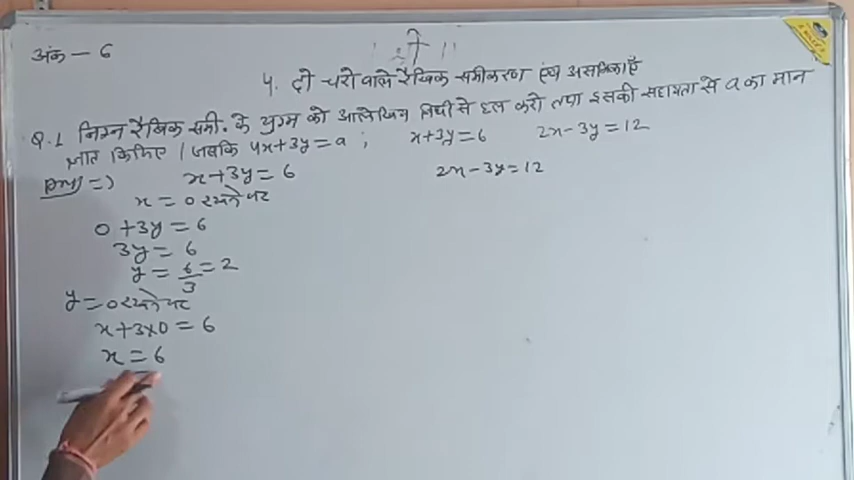 अंक - 6
श्री
4. दो चरो वाले रैखिक समीकरण एवं असमिकाएँ
Q.1 निम्न रैखिक समी. के युग्म को आलेखिय विधी से हल करो तथा इसकी सहायता से a का मान
ज्ञात किजिए / जबकि 4x+3y=a ; x+3y=6 2x-3y=12
Ans =) x+3y=6 2x-3y=12
x = 0 रखने पर
0+3y=6
3y=6
y = 6/3 = 2
y=0 रखने पर
x+3x0=6
x=6